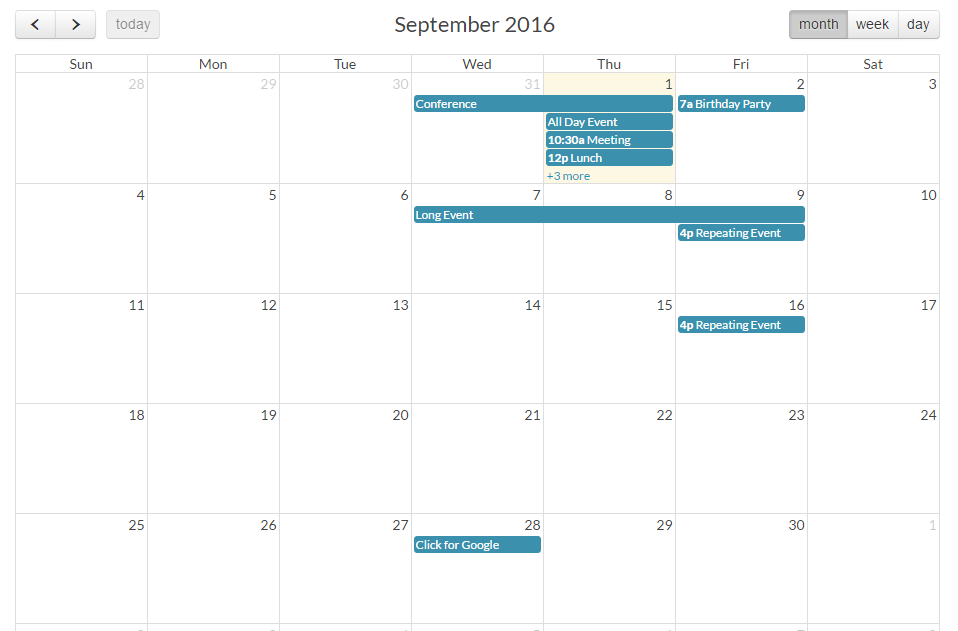 today
September 2016
month week day
Sun Mon Tue Wed Thu Fri Sat
28 29 30 31 1 2 3
Conference
7a Birthday Party
All Day Event
10:30a Meeting
12p Lunch
+3 more
4 5 6 7 8 9 10
Long Event
4p Repeating Event
11 12 13 14 15 16 17
4p Repeating Event
18 19 20 21 22 23 24
25 26 27 28 29 30 1
Click for Google